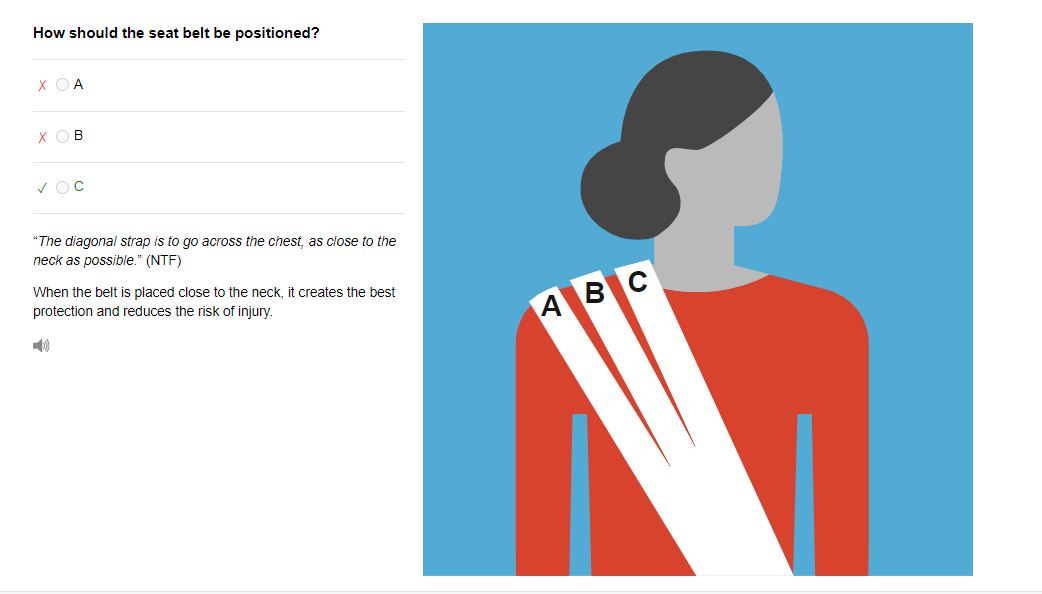 How should the seat belt be positioned?
A
B
C
“The diagonal strap is to go across the chest, as close to the
neck as possible.” (NTF)
When the belt is placed close to the neck, it creates the best
protection and reduces the risk of injury.
A
B
C